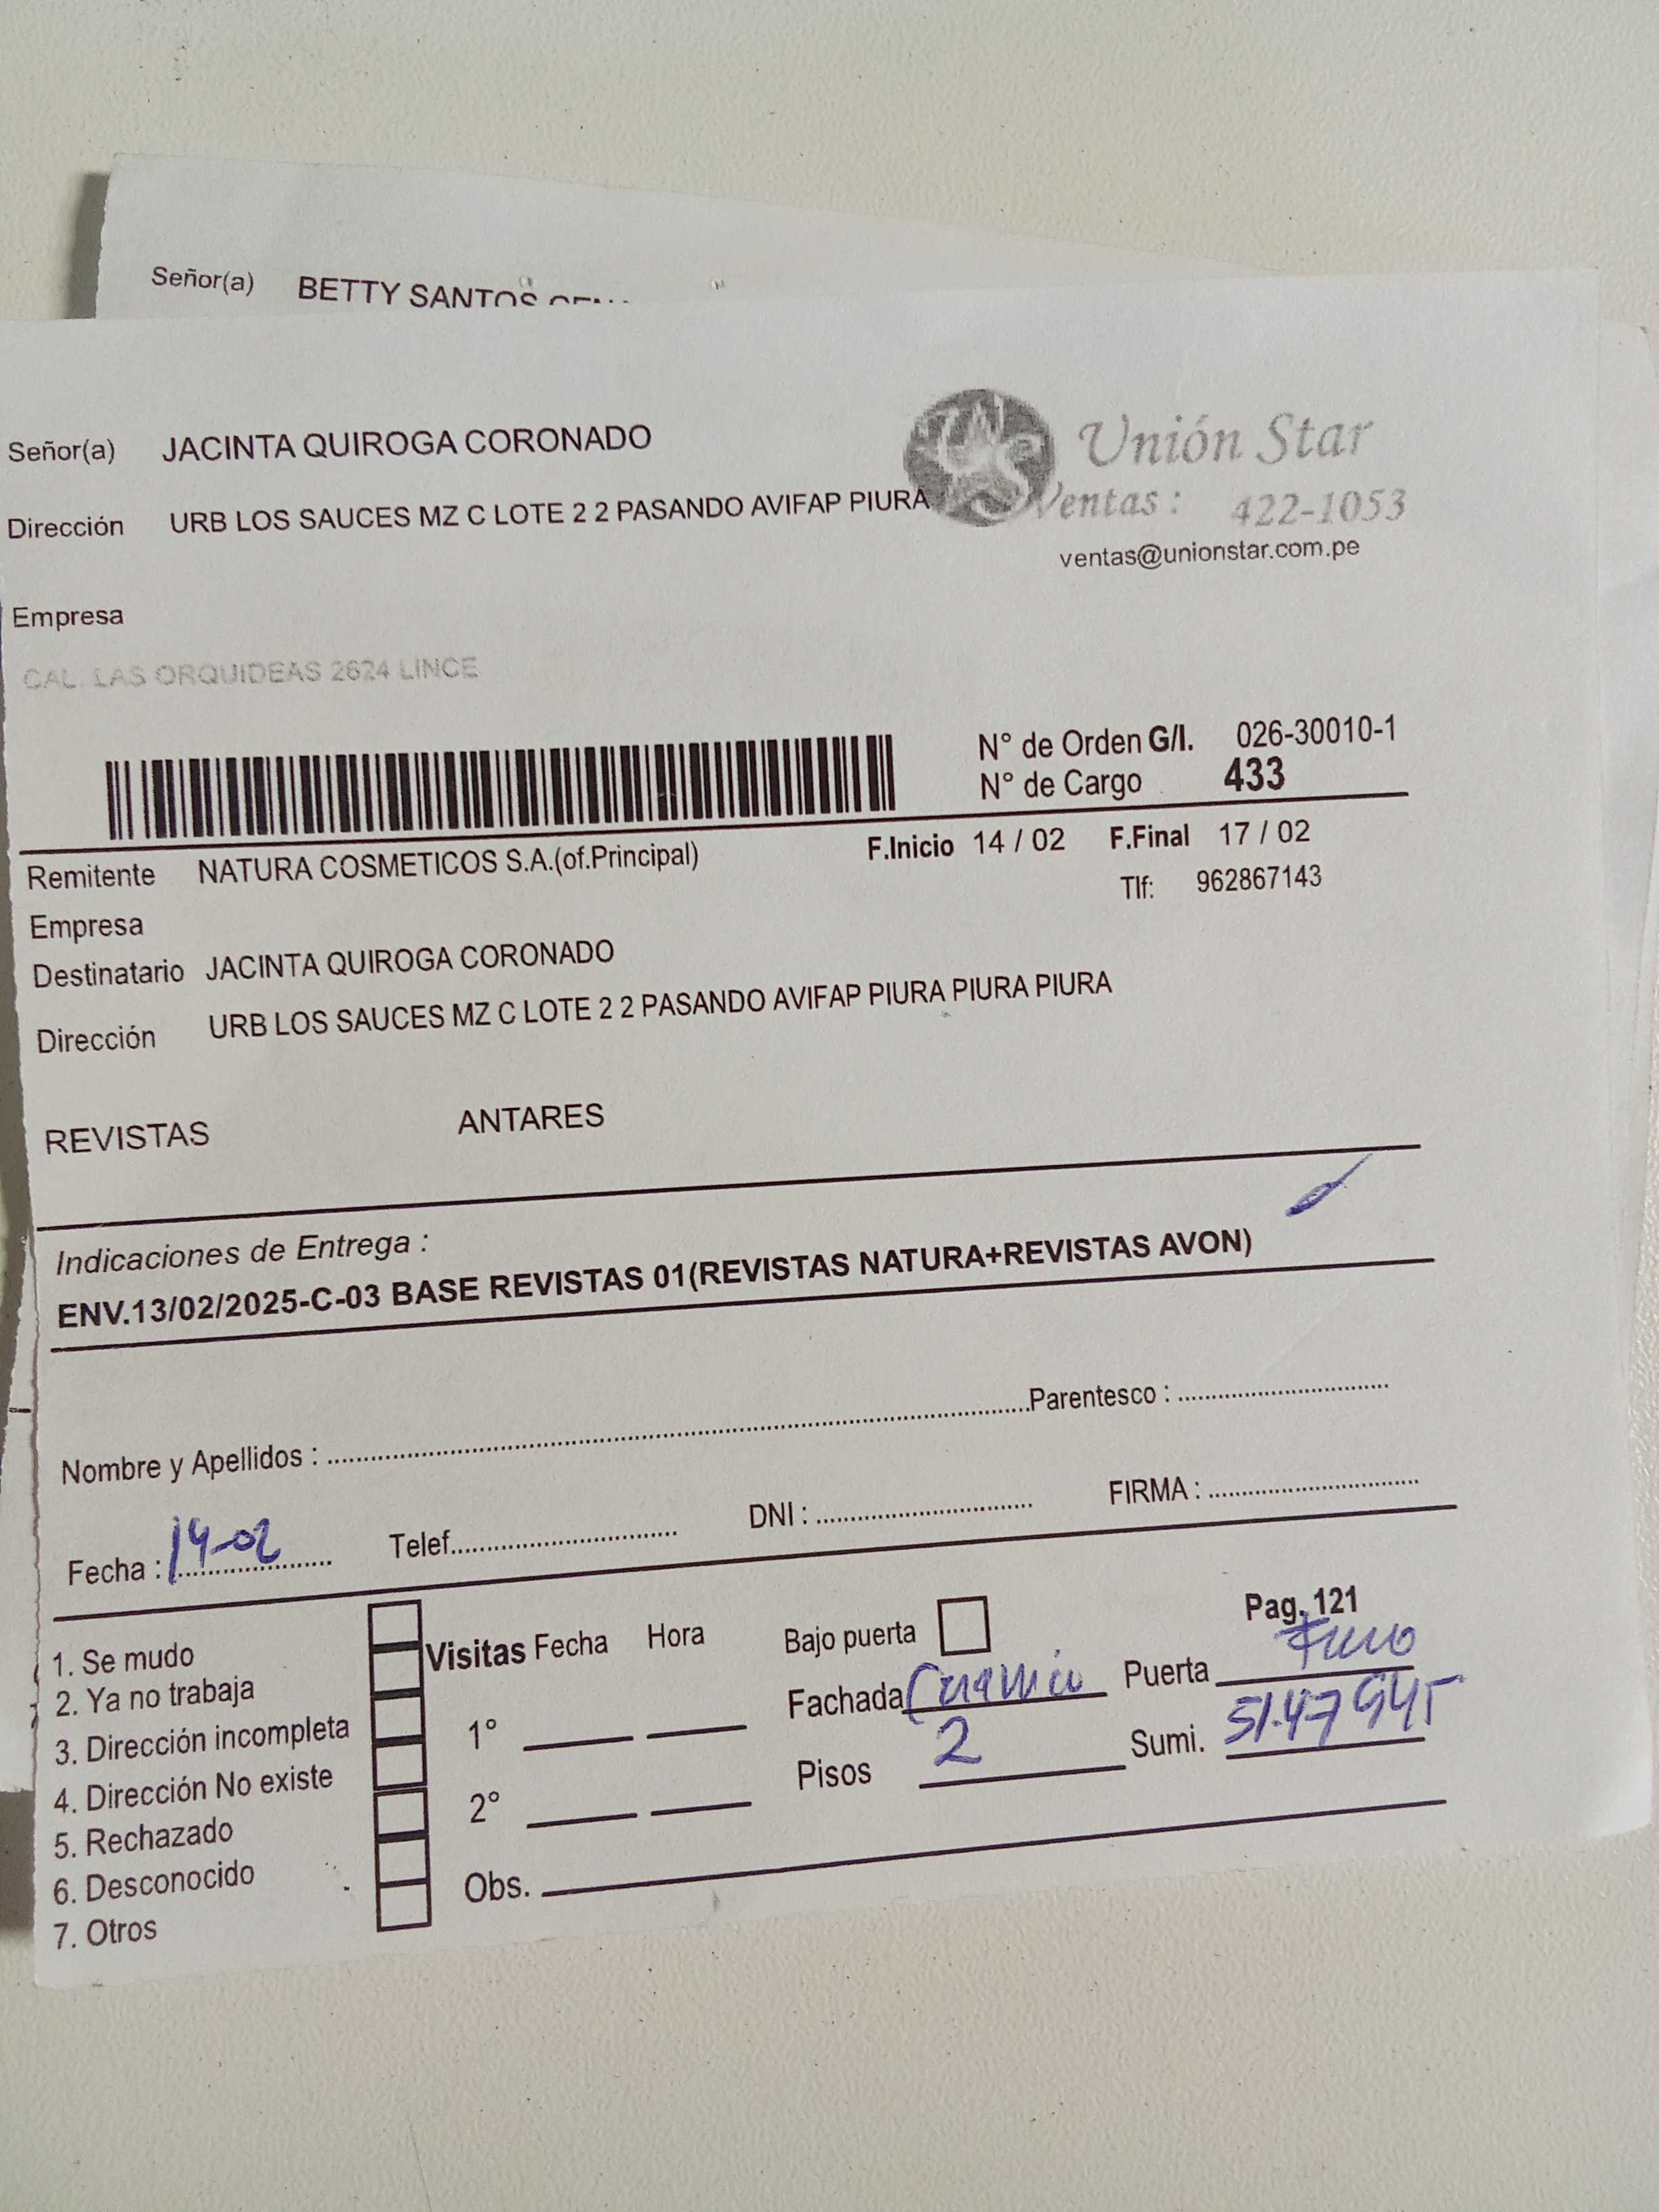 Señor(a) BETTY SANTOS
Señor(a) JACINTA QUIROGA CORONADO
Dirección URB LOS SAUCES MZ C LOTE 2 2 PASANDO AVIFAP PIURA
Unión Star
Ventas : 422-1053
ventas@unionstar.com.pe
Empresa
CAL. LAS ORQUIDEAS 2624 LINCE
N° de Orden G/I. 026-30010-1
N° de Cargo 433
Remitente NATURA COSMETICOS S.A.(of.Principal) F.Inicio 14 / 02 F.Final 17 / 02
Tlf: 962867143
Empresa
Destinatario JACINTA QUIROGA CORONADO
Dirección URB LOS SAUCES MZ C LOTE 2 2 PASANDO AVIFAP PIURA PIURA PIURA
REVISTAS ANTARES
Indicaciones de Entrega :
ENV.13/02/2025-C-03 BASE REVISTAS 01(REVISTAS NATURA+REVISTAS AVON)
Nombre y Apellidos : Parentesco :
Fecha : 14-02 Telef. DNI : FIRMA :
Pag. 121
1. Se mudo
2. Ya no trabaja
3. Dirección incompleta
4. Dirección No existe
5. Rechazado
6. Desconocido
7. Otros
Visitas Fecha Hora
1°
2°
Obs.
Bajo puerta
Fachada Puerta
Pisos 2 Sumi.